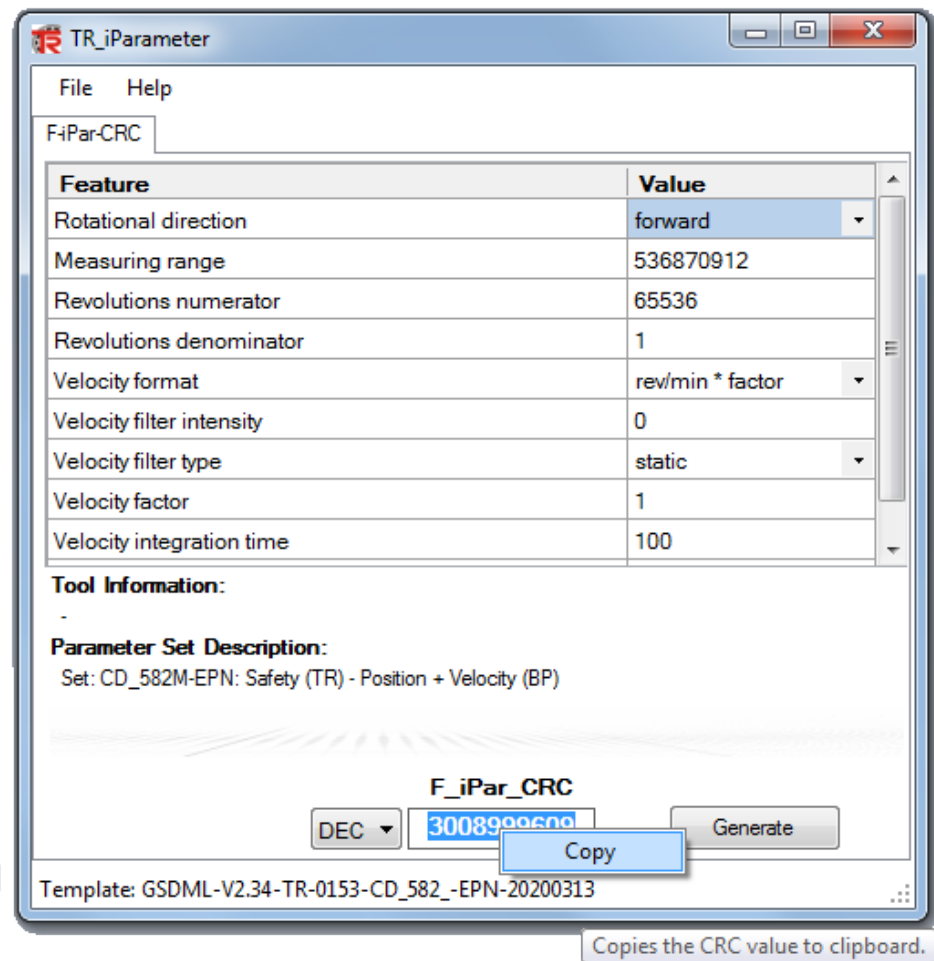 TR_iParameter
File Help
F-iPar-CRC
Feature Value
Rotational direction forward
Measuring range 536870912
Revolutions numerator 65536
Revolutions denominator 1
Velocity format rev/min * factor
Velocity filter intensity 0
Velocity filter type static
Velocity factor 1
Velocity integration time 100
Tool Information:
-
Parameter Set Description:
Set: CD_582M-EPN: Safety (TR) - Position + Velocity (BP)
F_iPar_CRC
DEC 3008999609 Generate
Copy
Template: GSDML-V2.34-TR-0153-CD_582_-EPN-20200313
Copies the CRC value to clipboard.